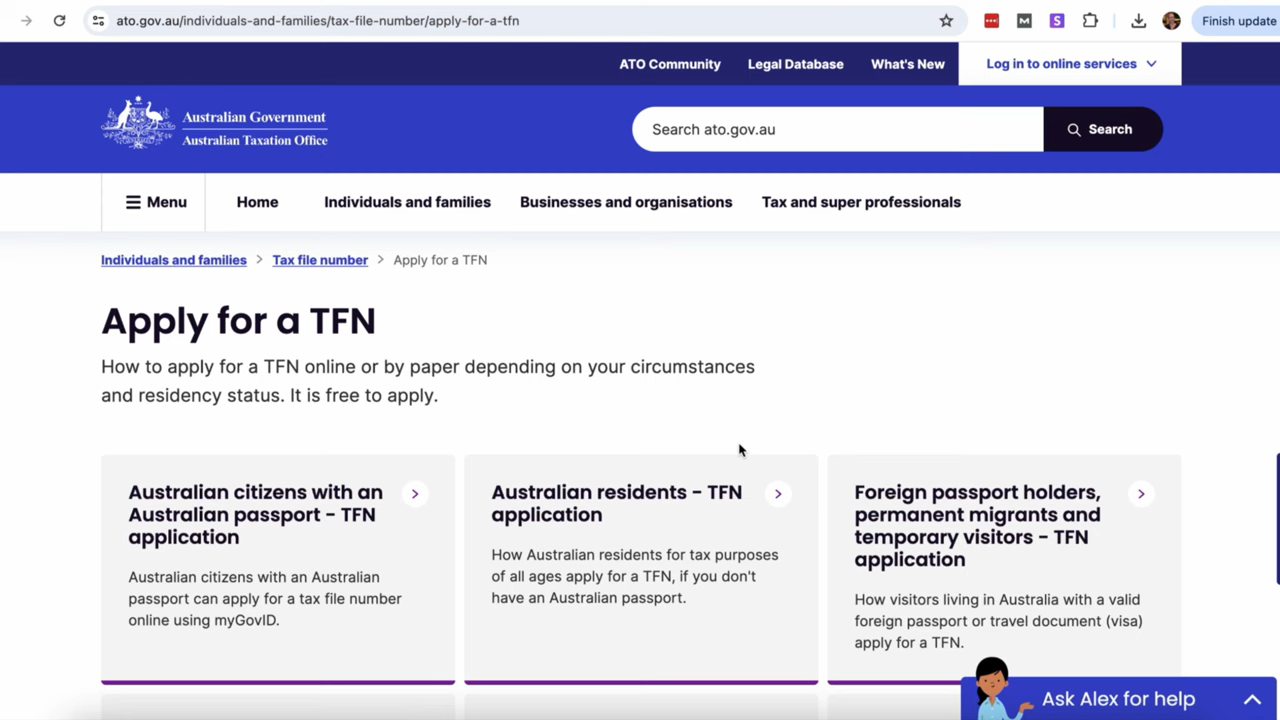 ato.gov.au/individuals-and-families/tax-file-number/apply-for-a-tfn
M
S
Finish update
ATO Community
Legal Database
What's New
Log in to online services
Australian Government
Australian Taxation Office
Search ato.gov.au
Search
Menu
Home
Individuals and families
Businesses and organisations
Tax and super professionals
Individuals and families > Tax file number > Apply for a TFN
Apply for a TFN
How to apply for a TFN online or by paper depending on your circumstances
and residency status. It is free to apply.
Australian citizens with an
Australian passport - TFN
application
Australian citizens with an Australian
passport can apply for a tax file number
online using myGovID.
Australian residents - TFN
application
How Australian residents for tax purposes
of all ages apply for a TFN, if you don't
have an Australian passport.
Foreign passport holders,
permanent migrants and
temporary visitors - TFN
application
How visitors living in Australia with a valid
foreign passport or travel document (visa)
apply for a TFN.
Ask Alex for help